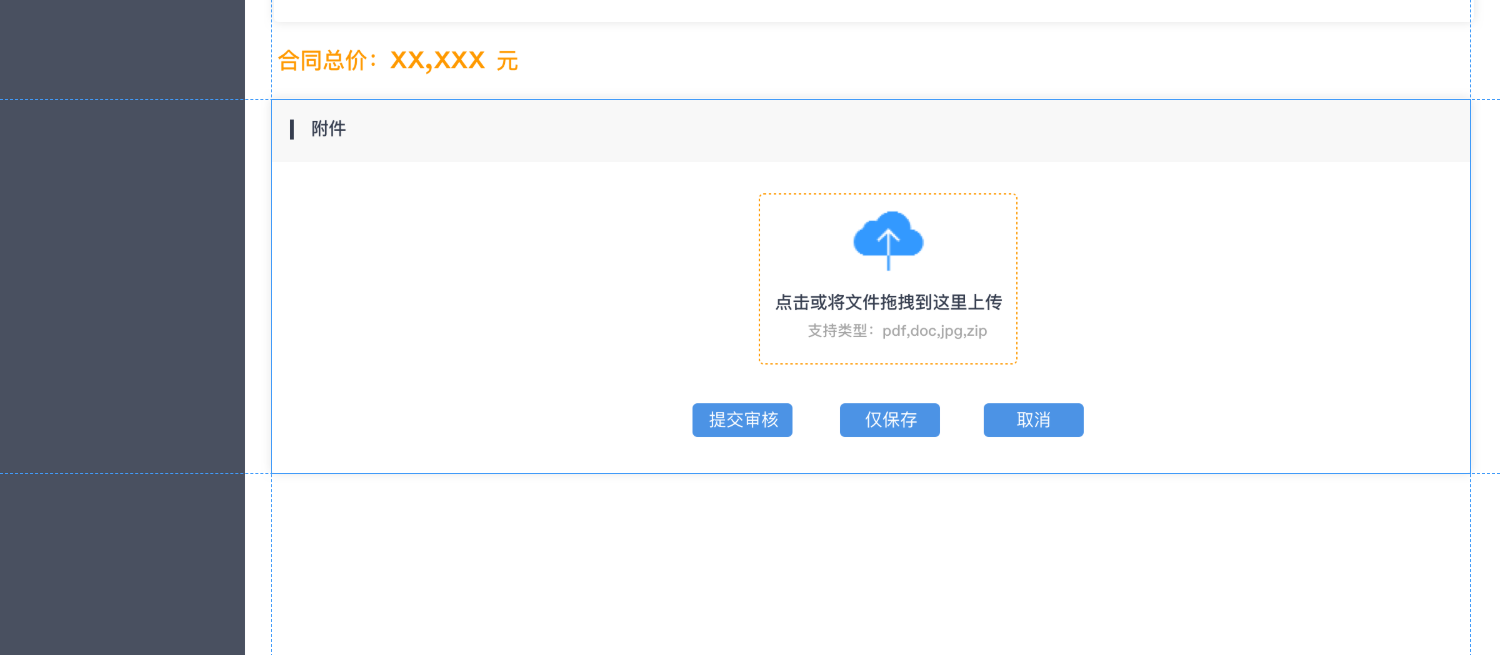 合同总价：XX,XXX 元
附件
点击或将文件拖拽到这里上传
支持类型：pdf,doc,jpg,zip
提交审核 仅保存 取消